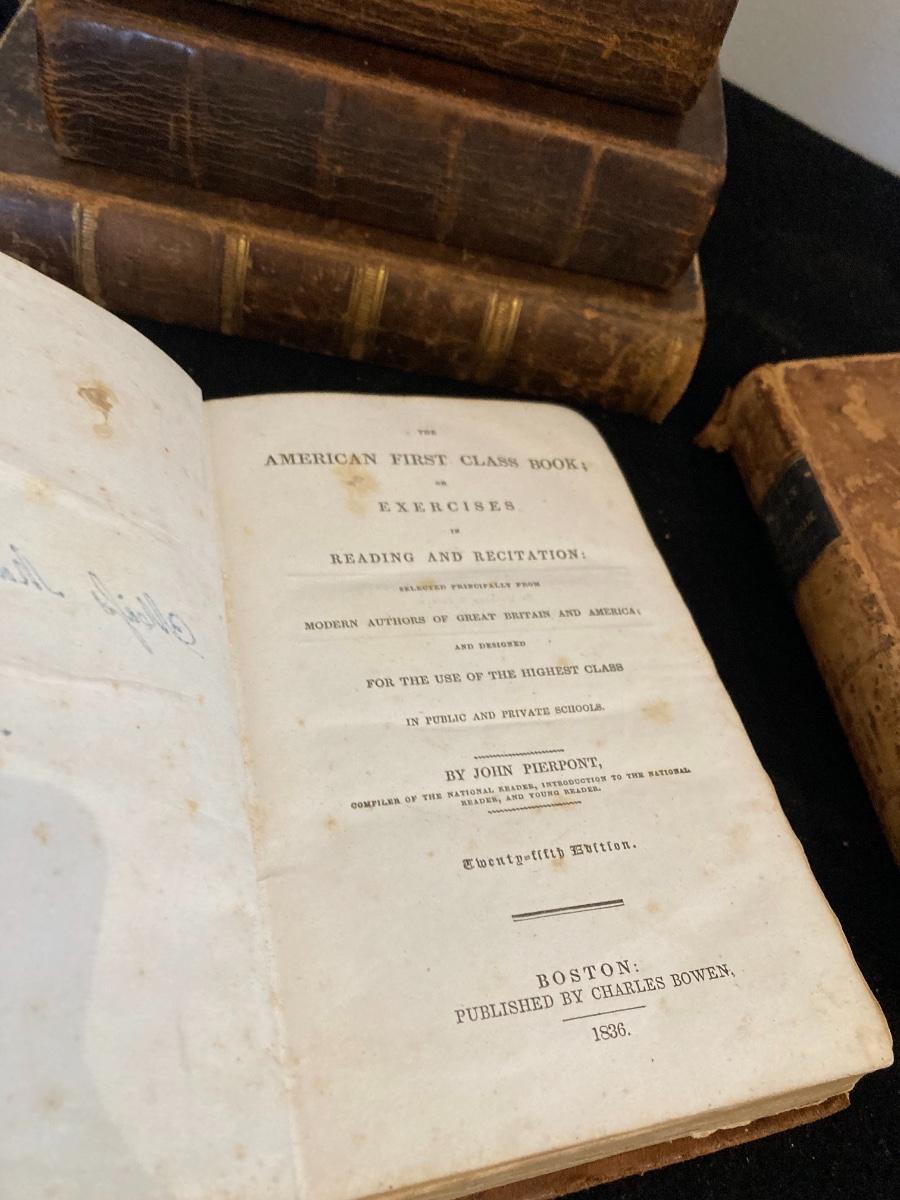 THE
AMERICAN FIRST CLASS BOOK;
OR
EXERCISES
IN
READING AND RECITATION:
SELECTED PRINCIPALLY FROM
MODERN AUTHORS OF GREAT BRITAIN AND AMERICA;
AND DESIGNED
FOR THE USE OF THE HIGHEST CLASS
IN PUBLIC AND PRIVATE SCHOOLS.
BY JOHN PIERPONT,
COMPILER OF THE NATIONAL READER, INTRODUCTION TO THE NATIONAL
READER, AND YOUNG READER.
Twenty-fifth Edition.
BOSTON:
PUBLISHED BY CHARLES BOWEN,
1836.